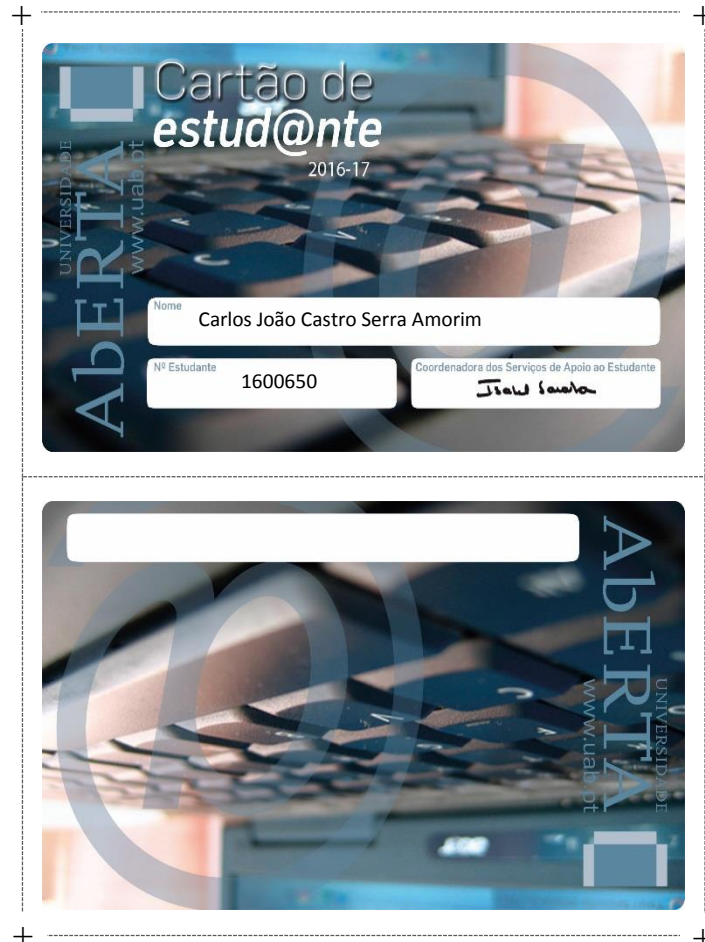 Cartão de
estud@nte
2016-17
UNIVERSIDADE
AbERTA
www.uab.pt
Nome
Carlos João Castro Serra Amorim
Nº Estudante
1600650
Coordenadora dos Serviços de Apoio ao Estudante
AbERTA
UNIVERSIDADE
www.uab.pt